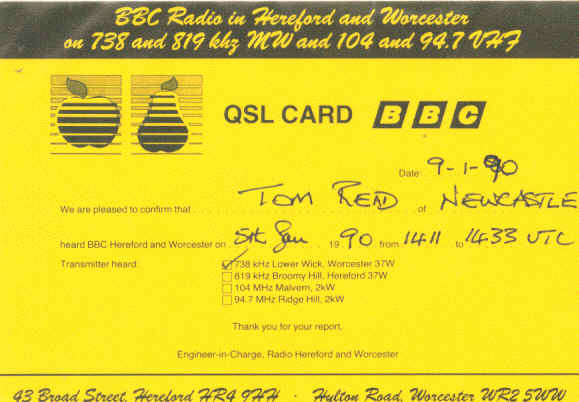 BBC Radio in Hereford and Worcester
on 738 and 819 khz MW and 104 and 94.7 VHF
QSL CARD BBC
Date 9-1-90
We are pleased to confirm that TOM READ of NEWCASTLE
heard BBC Hereford and Worcester on 5th Jan 19 90 from 1411 to 1433 UTC
Transmitter heard: 738 kHz Lower Wick, Worcester 37W
819 kHz Broomy Hill, Hereford 37W
104 MHz Malvern, 2kW
94.7 MHz Ridge Hill, 2kW
Thank you for your report,
Engineer-in-Charge, Radio Hereford and Worcester
43 Broad Street, Hereford HR4 9HH · Hylton Road, Worcester WR2 5WW